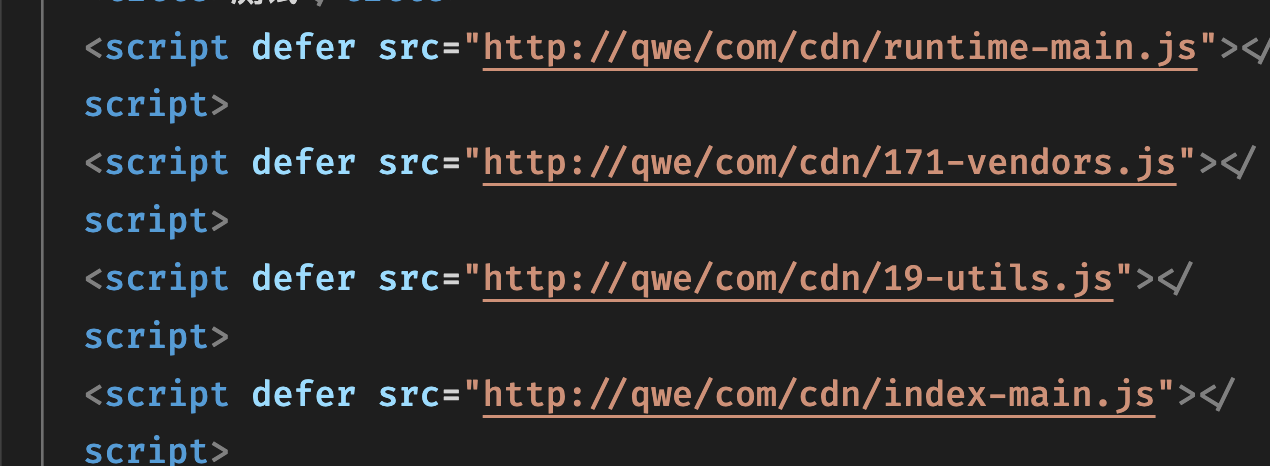 测试
<script defer src="http://qwe/com/cdn/runtime-main.js"></
script>
<script defer src="http://qwe/com/cdn/171-vendors.js"></
script>
<script defer src="http://qwe/com/cdn/19-utils.js"></
script>
<script defer src="http://qwe/com/cdn/index-main.js"></
script>